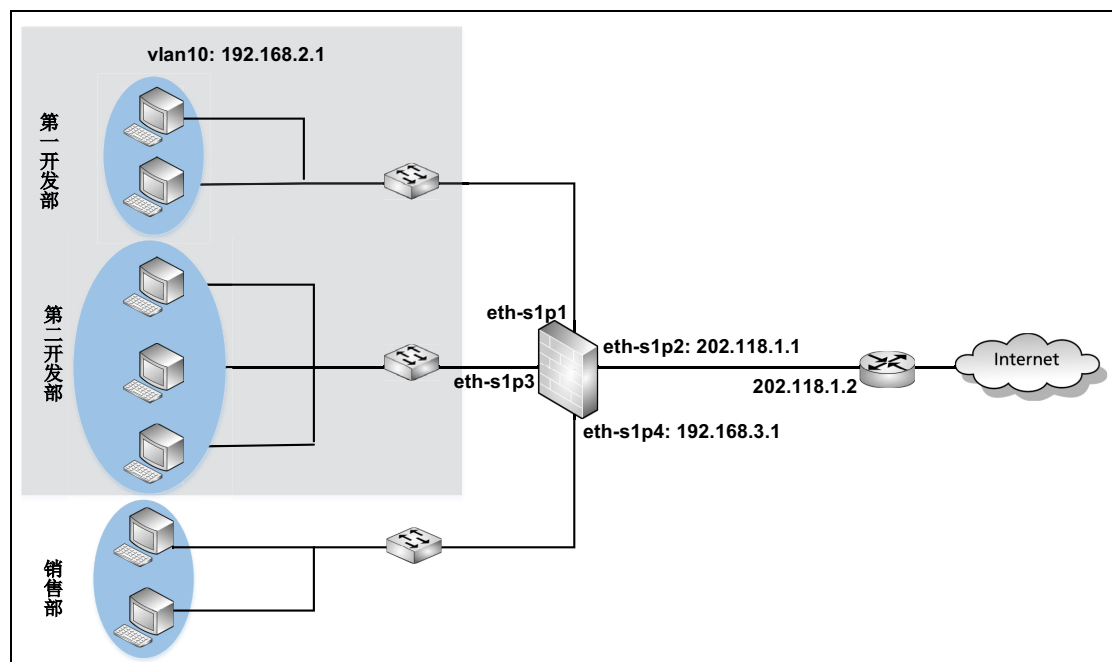 vlan10: 192.168.2.1
第一开发部
第二开发部
销售部
eth-s1p1
eth-s1p2: 202.118.1.1
eth-s1p3
202.118.1.2
Internet
eth-s1p4: 192.168.3.1